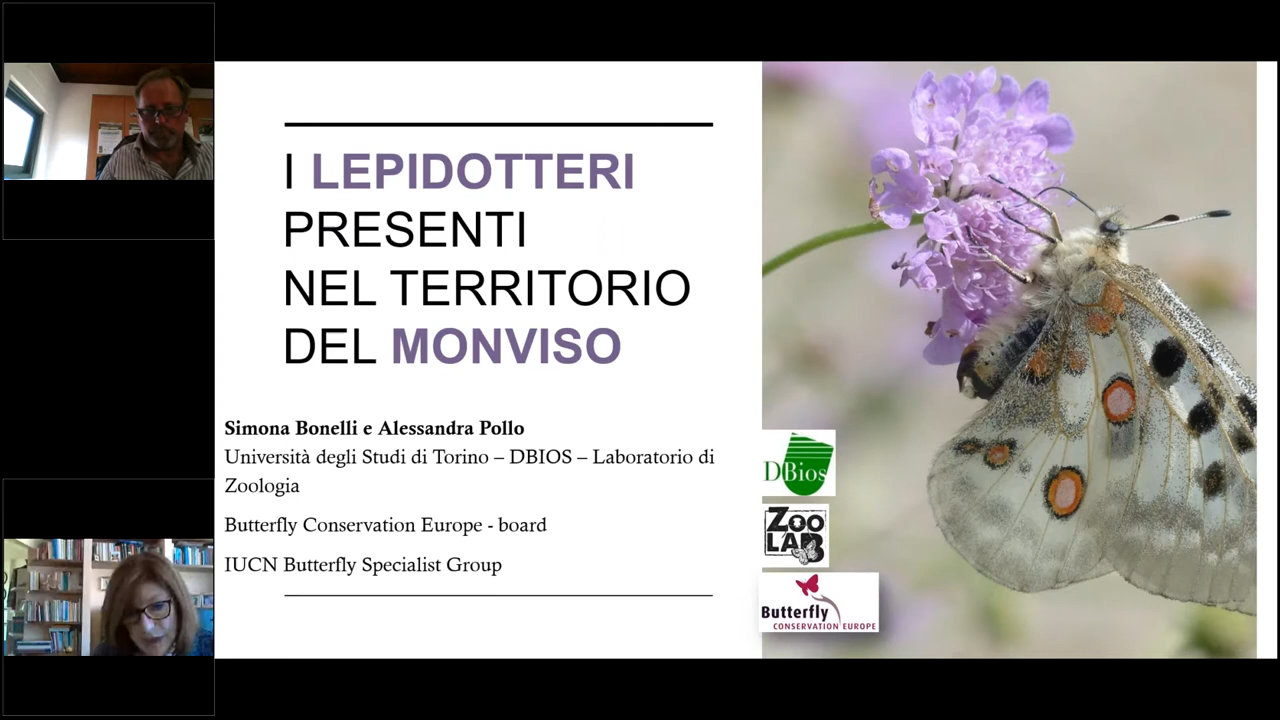 I LEPIDOTTERI
PRESENTI
NEL TERRITORIO
DEL MONVISO
Simona Bonelli e Alessandra Pollo
Università degli Studi di Torino – DBIOS – Laboratorio di
Zoologia
Butterfly Conservation Europe - board
IUCN Butterfly Specialist Group
DBios
ZOO
LAB
Butterfly
CONSERVATION EUROPE